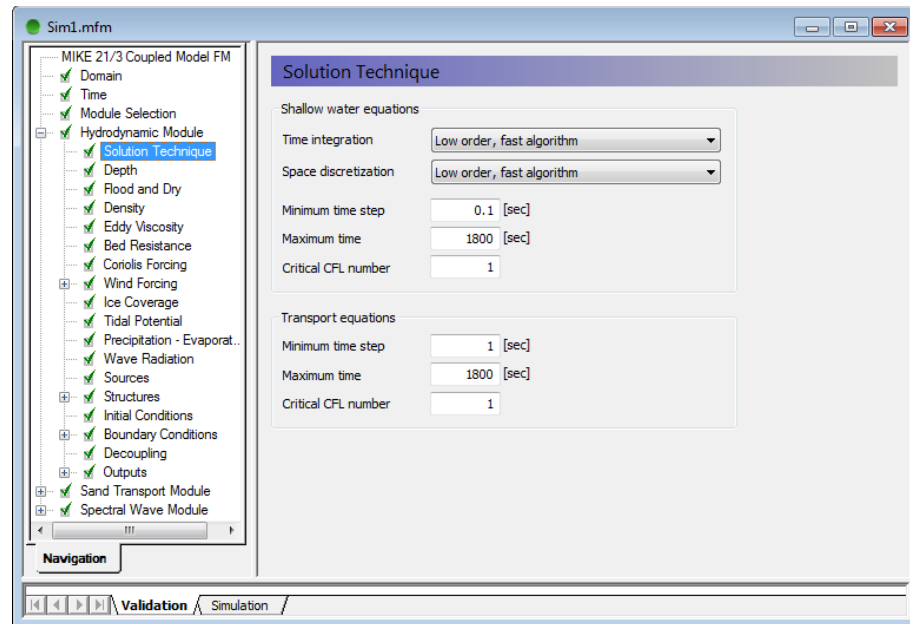 Sim1.mfm
MIKE 21/3 Coupled Model FM
Domain
Time
Module Selection
Hydrodynamic Module
Solution Technique
Depth
Flood and Dry
Density
Eddy Viscosity
Bed Resistance
Coriolis Forcing
Wind Forcing
Ice Coverage
Tidal Potential
Precipitation - Evaporat..
Wave Radiation
Sources
Structures
Initial Conditions
Boundary Conditions
Decoupling
Outputs
Sand Transport Module
Spectral Wave Module
Navigation
Solution Technique
Shallow water equations
Time integration Low order, fast algorithm
Space discretization Low order, fast algorithm
Minimum time step 0.1 [sec]
Maximum time 1800 [sec]
Critical CFL number 1
Transport equations
Minimum time step 1 [sec]
Maximum time 1800 [sec]
Critical CFL number 1
Validation Simulation